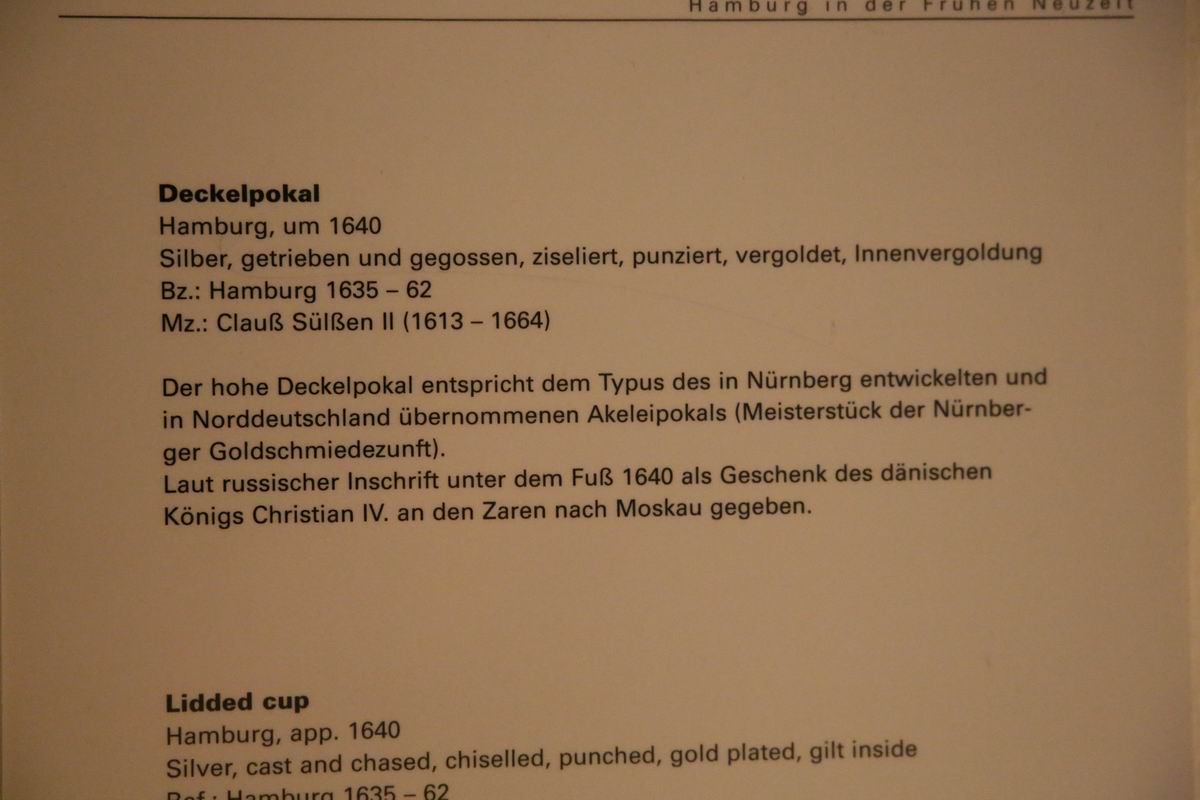 Hamburg in der Frühen Neuzeit
Deckelpokal
Hamburg, um 1640
Silber, getrieben und gegossen, ziseliert, punziert, vergoldet, Innenvergoldung
Bz.: Hamburg 1635 – 62
Mz.: Clauß Sülßen II (1613 – 1664)
Der hohe Deckelpokal entspricht dem Typus des in Nürnberg entwickelten und
in Norddeutschland übernommenen Akeleipokals (Meisterstück der Nürnber-
ger Goldschmiedezunft).
Laut russischer Inschrift unter dem Fuß 1640 als Geschenk des dänischen
Königs Christian IV. an den Zaren nach Moskau gegeben.
Lidded cup
Hamburg, app. 1640
Silver, cast and chased, chiselled, punched, gold plated, gilt inside
Ref.: Hamburg 1635 – 62